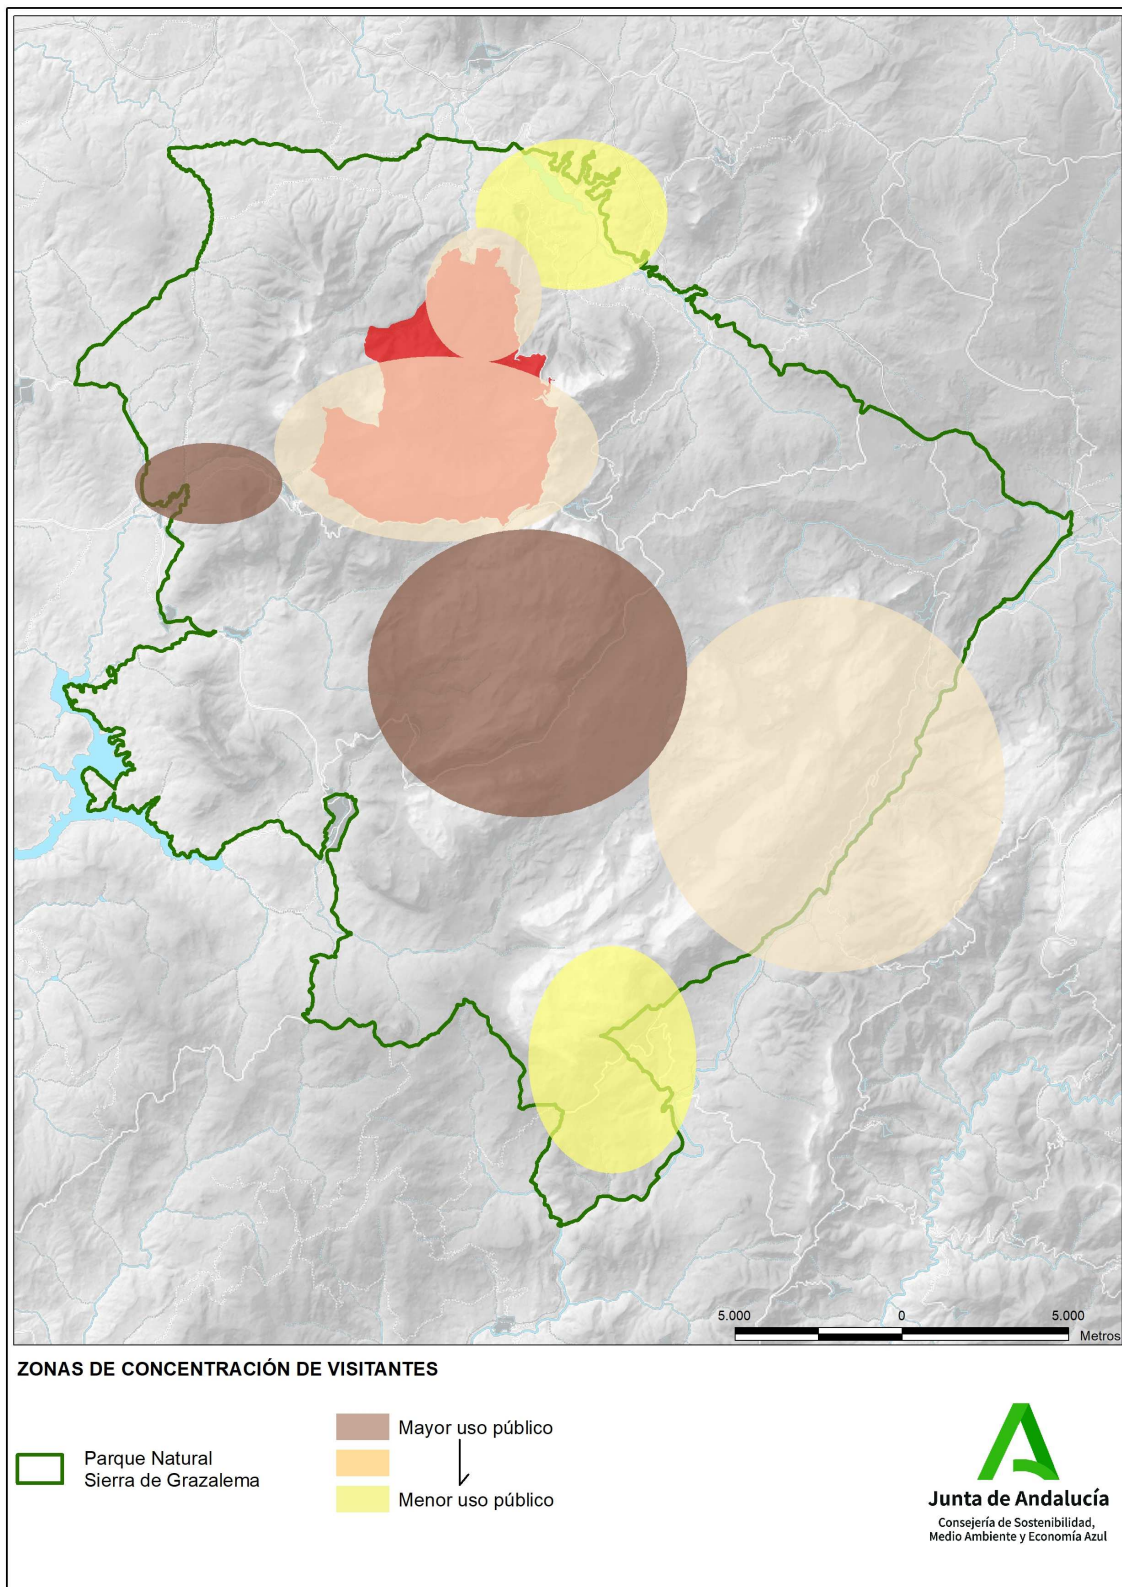 5.000 0 5.000
Metros
ZONAS DE CONCENTRACIÓN DE VISITANTES
Parque Natural
Sierra de Grazalema
Mayor uso público
Menor uso público
Junta de Andalucía
Consejería de Sostenibilidad,
Medio Ambiente y Economía Azul